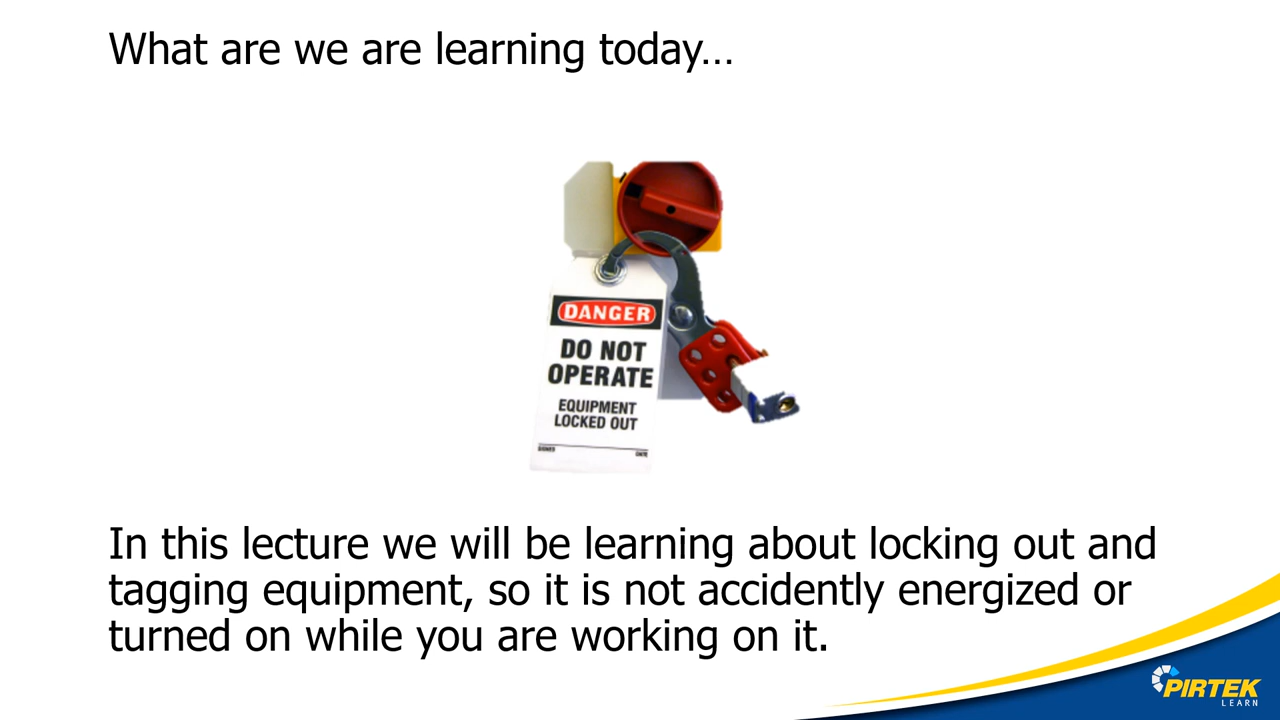 What are we are learning today...
DANGER
DO NOT
OPERATE
EQUIPMENT
LOCKED OUT
SIGNED
DATE
In this lecture we will be learning about locking out and
tagging equipment, so it is not accidently energized or
turned on while you are working on it.
PIRTEK
LEARN